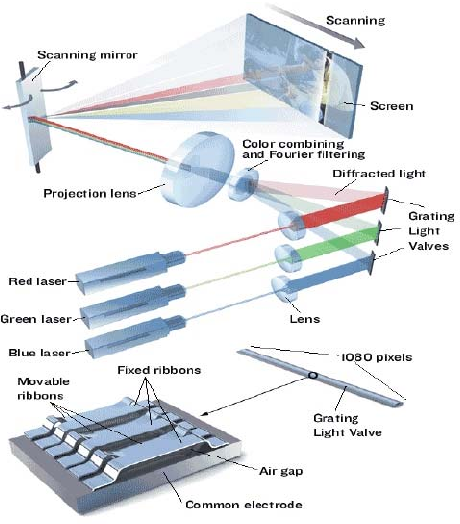 Scanning
Scanning mirror
Screen
Color combining
and Fourier filtering
Diffracted light
Projection lens
Grating
Light
Valves
Red laser
Green laser
Lens
Blue laser
1080 pixels
Fixed ribbons
Movable
ribbons
Grating
Light Valve
Air gap
Common electrode